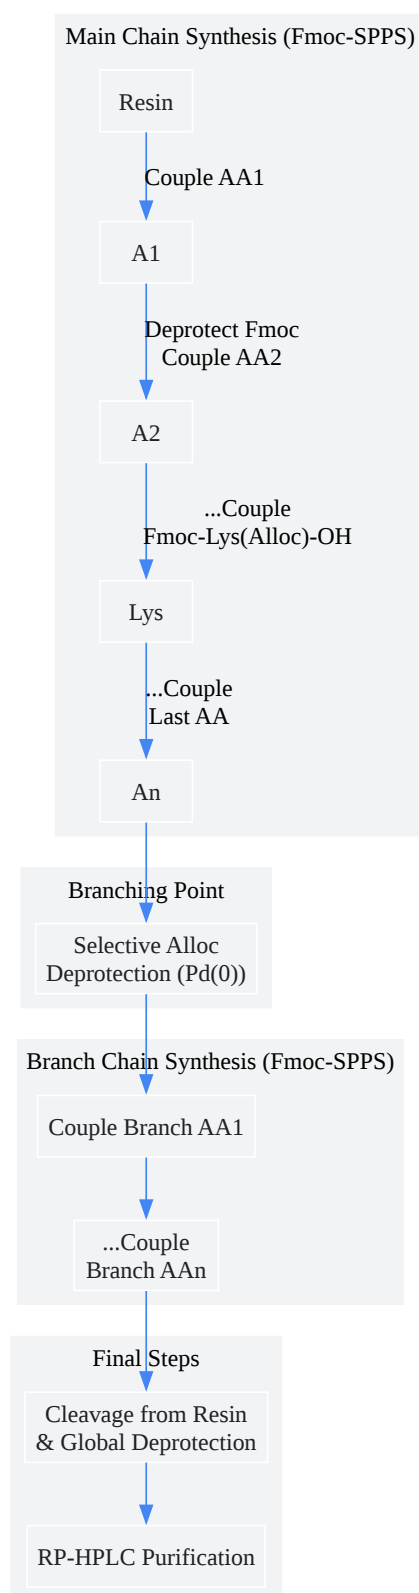 Main Chain Synthesis (Fmoc-SPPS)
Resin
Couple AA1
A1
Deprotect Fmoc
Couple AA2
A2
...Couple
Fmoc-Lys(Alloc)-OH
Lys
...Couple
Last AA
An
Branching Point
Selective Alloc
Deprotection (Pd(0))
Branch Chain Synthesis (Fmoc-SPPS)
Couple Branch AA1
...Couple
Branch AAn
Final Steps
Cleavage from Resin
& Global Deprotection
RP-HPLC Purification